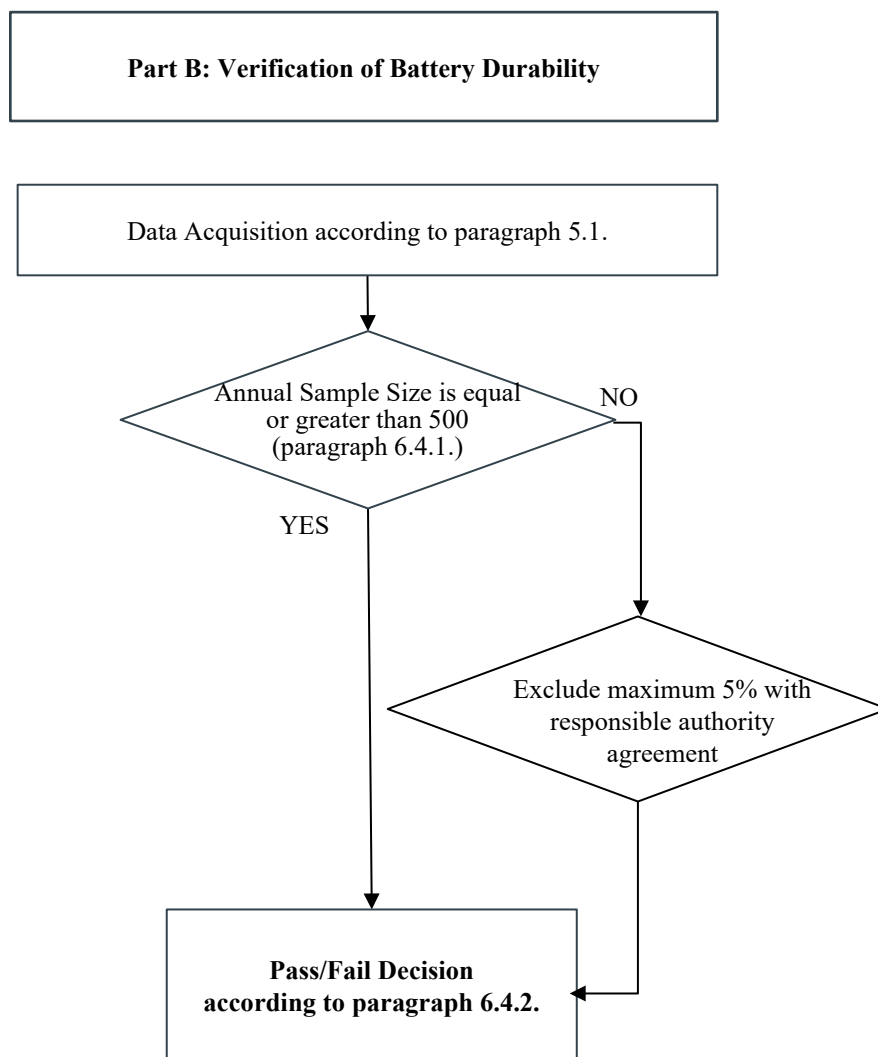 Part B: Verification of Battery Durability
Data Acquisition according to paragraph 5.1.
Annual Sample Size is equal
or greater than 500
(paragraph 6.4.1.)
NO
YES
Exclude maximum 5% with
responsible authority
agreement
Pass/Fail Decision
according to paragraph 6.4.2.